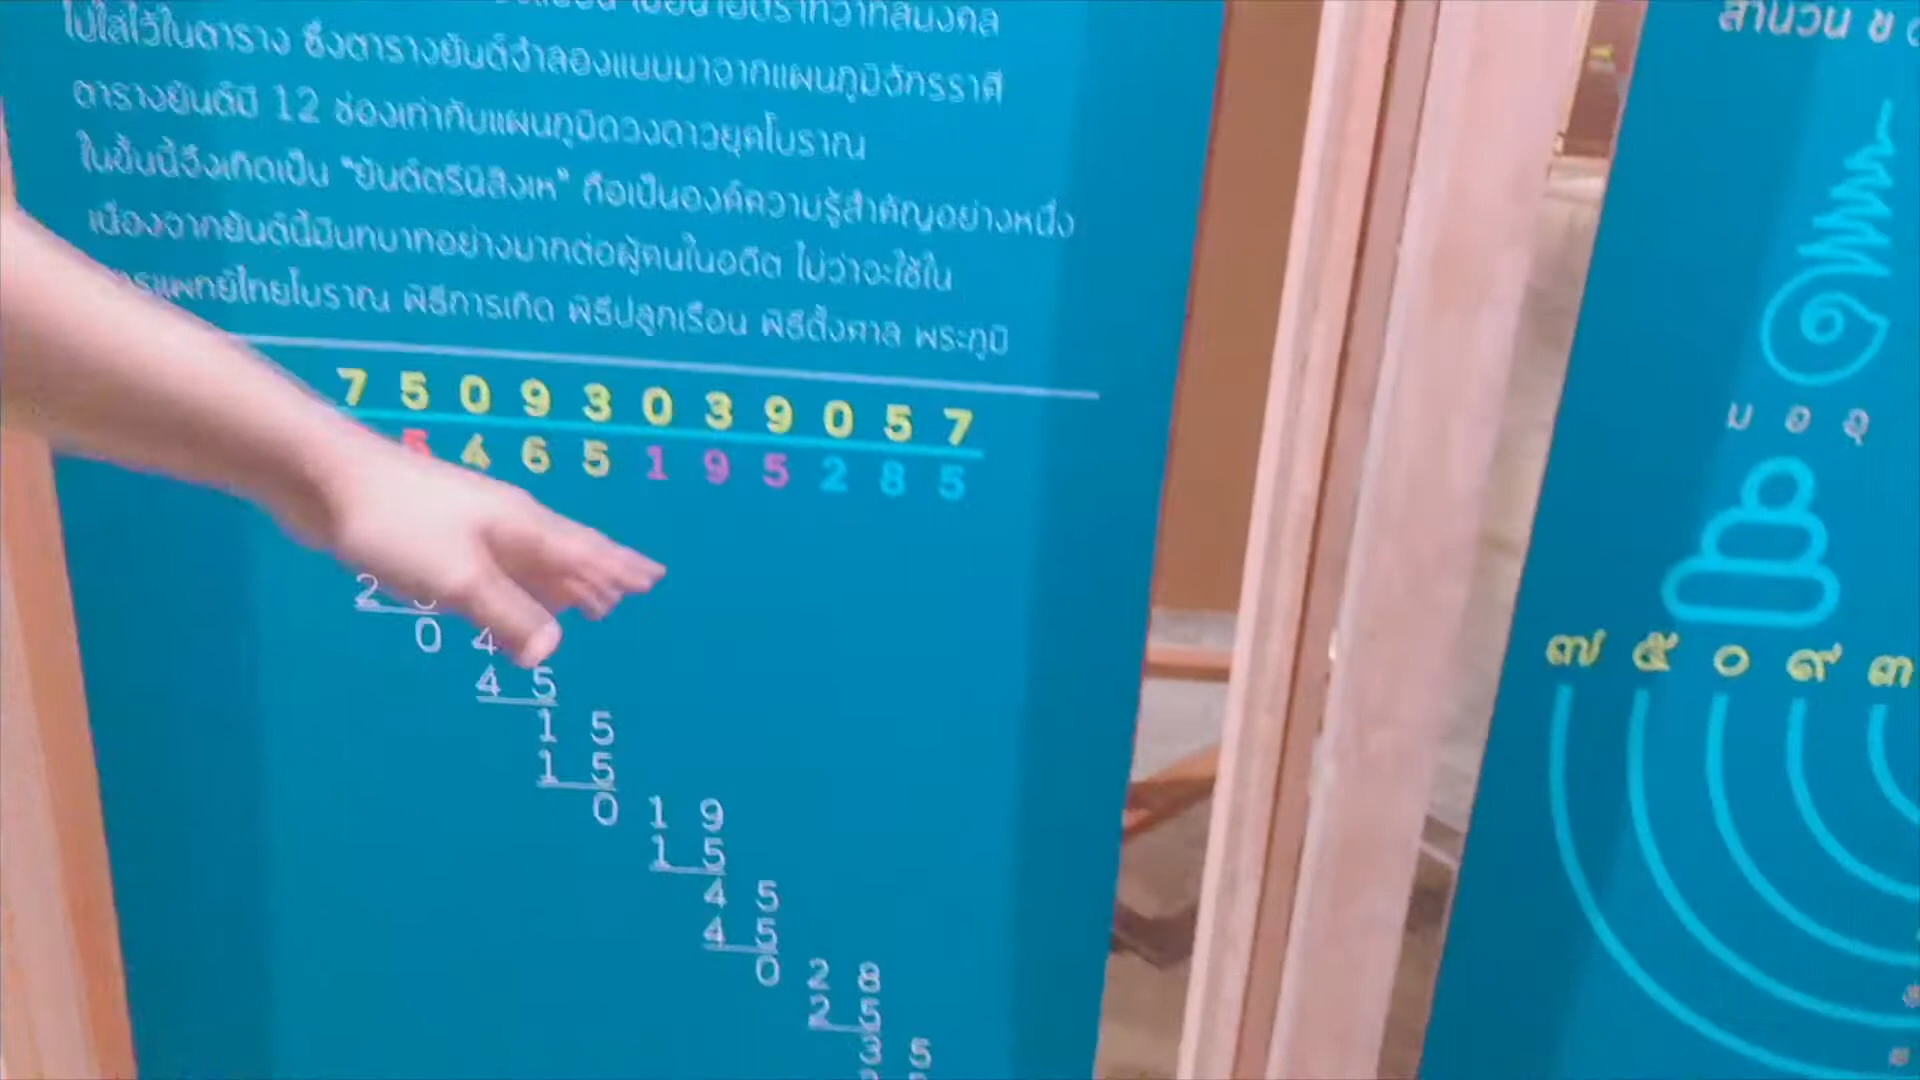 ไปใส่ไว้ในตาราง ซึ่งตารางยันต์จำลองแบบมาจากแผนภูมิจักรราศี
ตารางยันต์มี 12 ช่องเท่ากับแผนภูมิดวงดาวยุคโบราณ
ในขั้นนี้จึงเกิดเป็น "ยันต์ตรีนิสิงเห" ถือเป็นองค์ความรู้สำคัญอย่างหนึ่ง
เนื่องจากยันต์นี้มีบทบาทอย่างมากต่อผู้คนในอดีต ไม่ว่าจะใช้ใน
แพทย์ไทยโบราณ พิธีการเกิด พิธีปลูกเรือน พิธีตั้งศาล พระภูมิ
7 5 0 9 3 0 3 9 0 5 7
5 4 6 5 1 9 5 2 8 5
2
0 4
4 5
1 5
1 5
0 1 9
1 5
4 5
4 5
0 2 8
2 5
3 5
สำนวน ช
ม อ อุ
๗ ๕ ๐ ๙ ๓